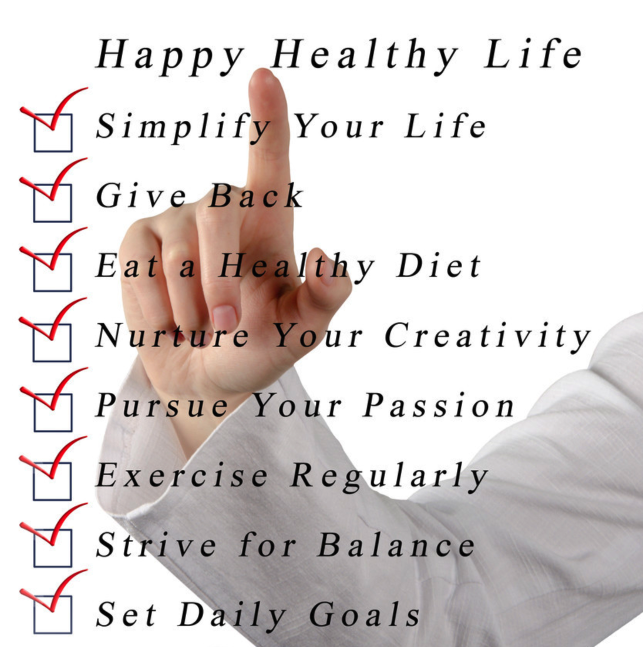 Happy Healthy Life
Simplify Your Life
Give Back
Eat a Healthy Diet
Nurture Your Creativity
Pursue Your Passion
Exercise Regularly
Strive for Balance
Set Daily Goals